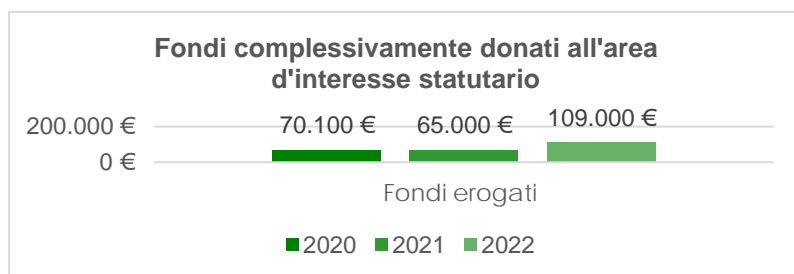 Fondi complessivamente donati all'area
d'interesse statutario
200.000 €
70.100 €
65.000 €
109.000 €
0 €
Fondi erogati
2020
2021
2022